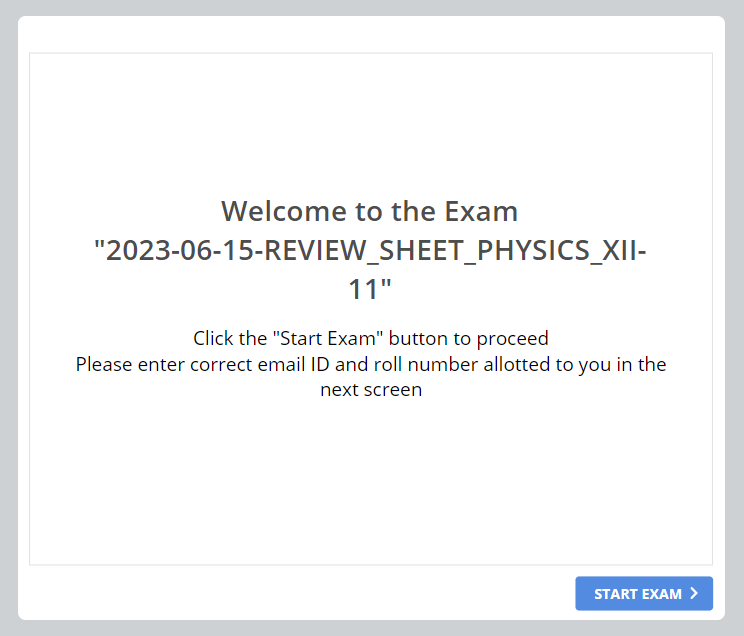 Welcome to the Exam
"2023-06-15-REVIEW_SHEET_PHYSICS_XII-
11"
Click the "Start Exam" button to proceed
Please enter correct email ID and roll number allotted to you in the
next screen
START EXAM